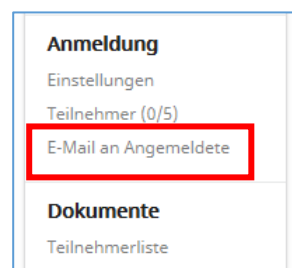 Anmeldung
Einstellungen
Teilnehmer (0/5)
E-Mail an Angemeldete
Dokumente
Teilnehmerliste